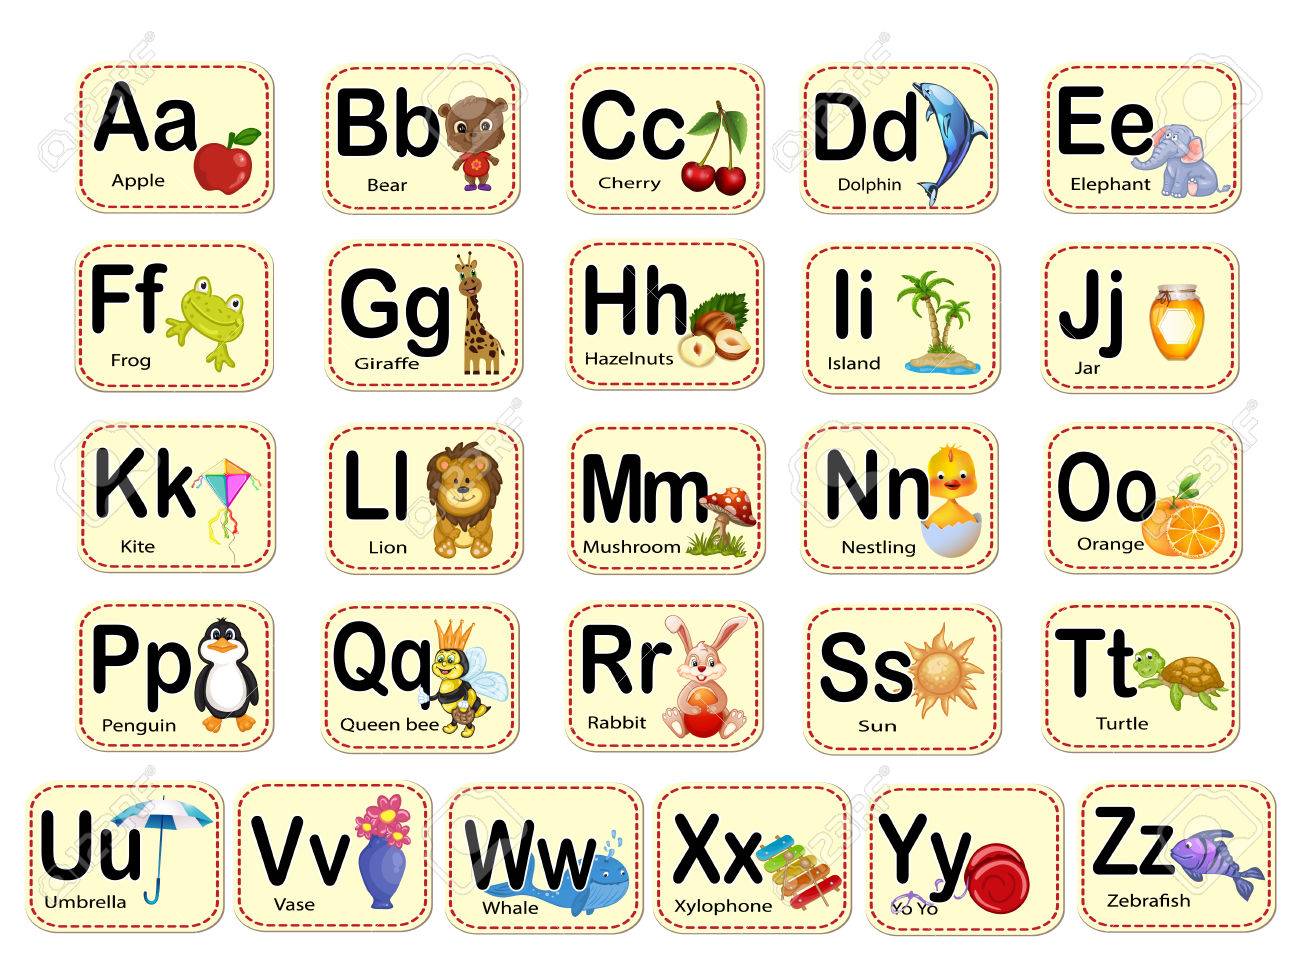 Aa
Apple
Bb
Bear
Cc
Cherry
Dd
Dolphin
Ee
Elephant
Ff
Frog
Gg
Giraffe
Hh
Hazelnuts
Ii
Island
Jj
Jar
Kk
Kite
Ll
Lion
Mm
Mushroom
Nn
Nestling
Oo
Orange
Pp
Penguin
Qq
Queen bee
Rr
Rabbit
Ss
Sun
Tt
Turtle
Uu
Umbrella
Vv
Vase
Ww
Whale
Xx
Xylophone
Yy
Yo Yo
Zz
Zebrafish